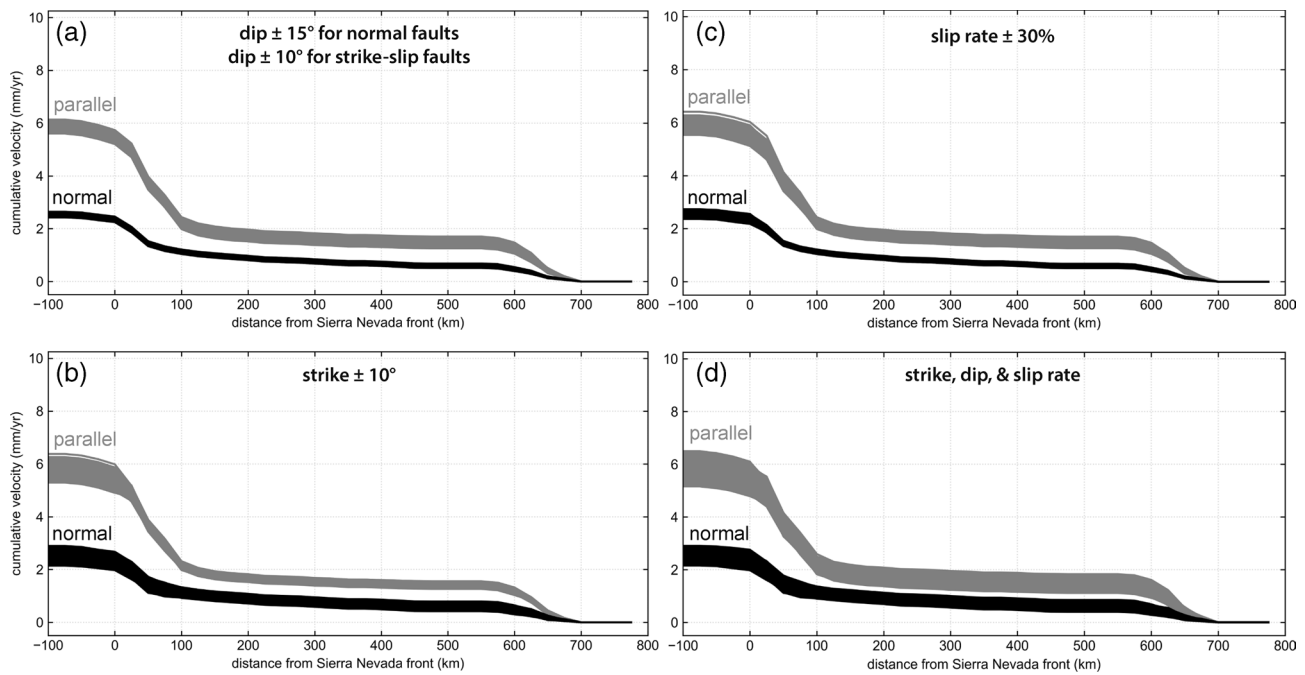 (a)
dip ± 15° for normal faults
dip ± 10° for strike-slip faults
parallel
normal
cumulative velocity (mm/yr)
10
8
6
4
2
0
−100 0 100 200 300 400 500 600 700 800
distance from Sierra Nevada front (km)
(c)
slip rate ± 30%
parallel
normal
10
8
6
4
2
0
−100 0 100 200 300 400 500 600 700 800
distance from Sierra Nevada front (km)
(b)
strike ± 10°
parallel
normal
cumulative velocity (mm/yr)
10
8
6
4
2
0
−100 0 100 200 300 400 500 600 700 800
distance from Sierra Nevada front (km)
(d)
strike, dip, & slip rate
parallel
normal
10
8
6
4
2
0
−100 0 100 200 300 400 500 600 700 800
distance from Sierra Nevada front (km)